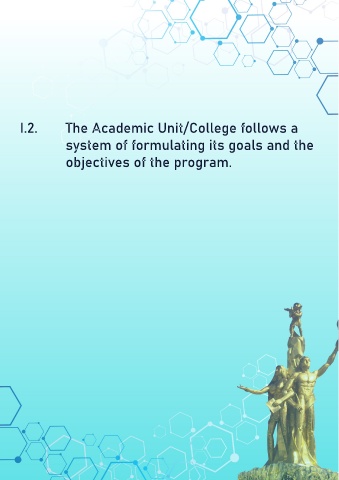 I.2. The Academic Unit/College follows a
system of formulating its goals and the
objectives of the program.